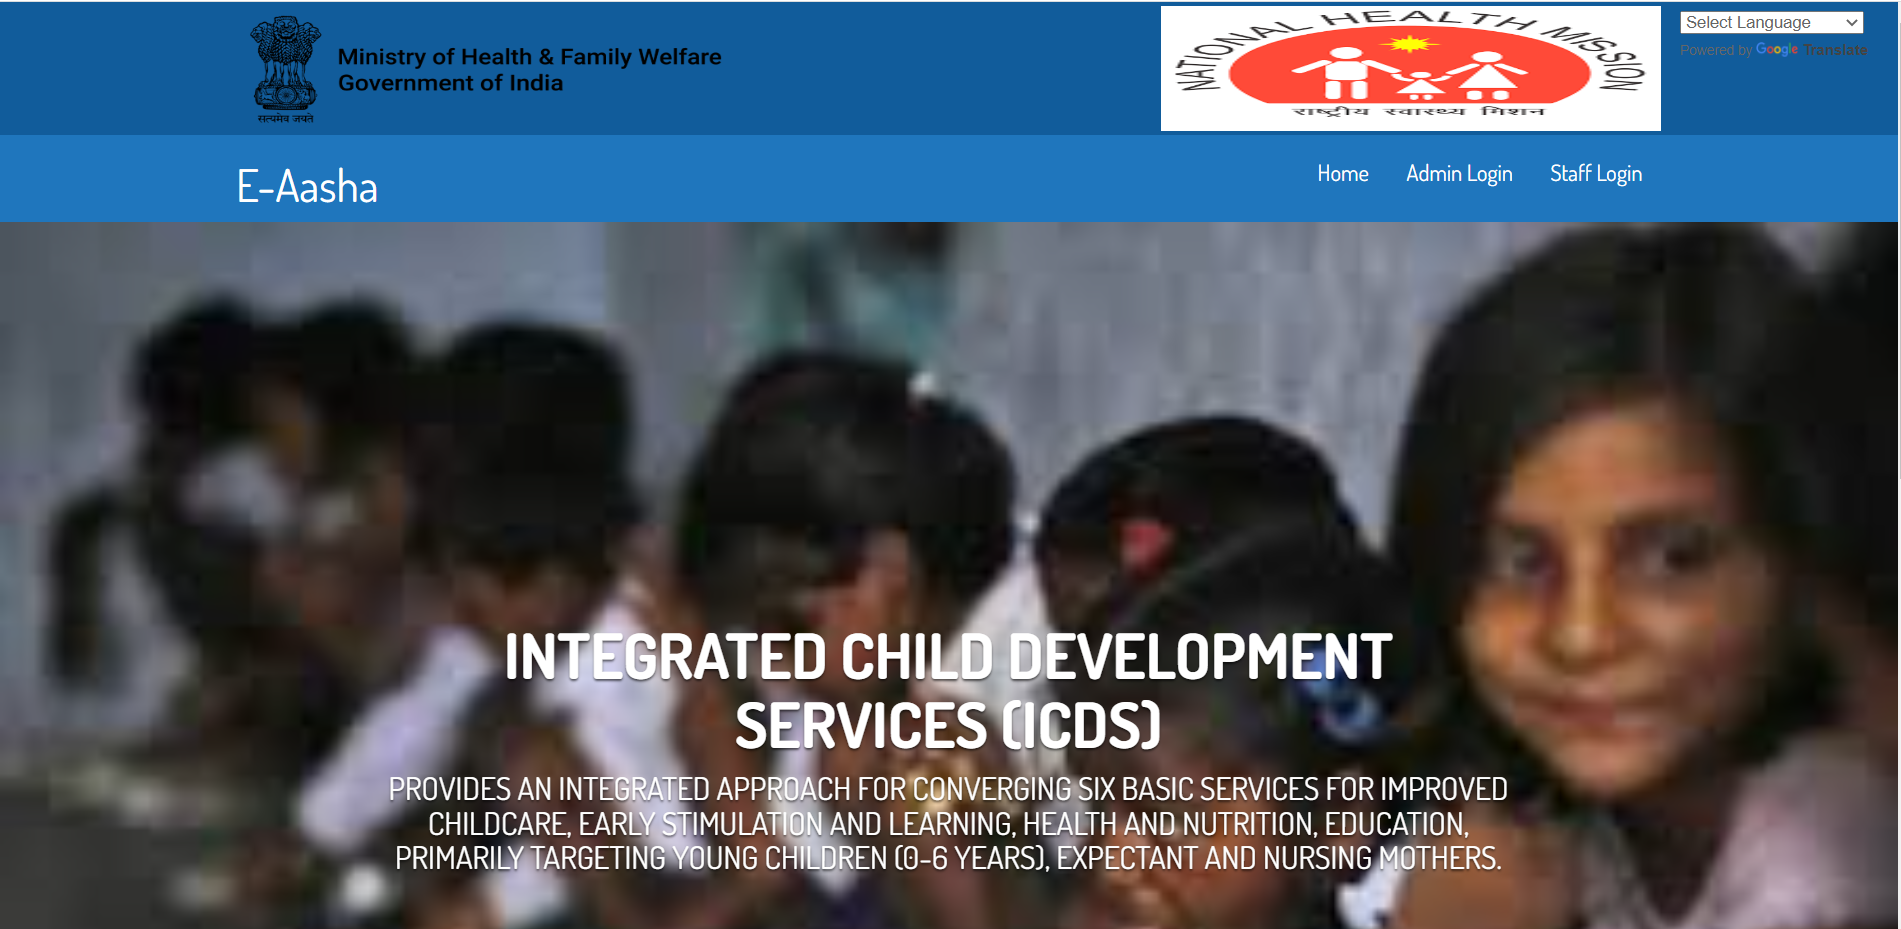 Ministry of Health & Family Welfare
Government of India
सत्यमेव जयते
NATIONAL HEALTH MISSION
राष्ट्रीय स्वास्थ्य मिशन
Select Language
Powered by Google Translate
E-Aasha
Home Admin Login Staff Login
INTEGRATED CHILD DEVELOPMENT
SERVICES (ICDS)
PROVIDES AN INTEGRATED APPROACH FOR CONVERGING SIX BASIC SERVICES FOR IMPROVED
CHILDCARE, EARLY STIMULATION AND LEARNING, HEALTH AND NUTRITION, EDUCATION,
PRIMARILY TARGETING YOUNG CHILDREN (0-6 YEARS), EXPECTANT AND NURSING MOTHERS.